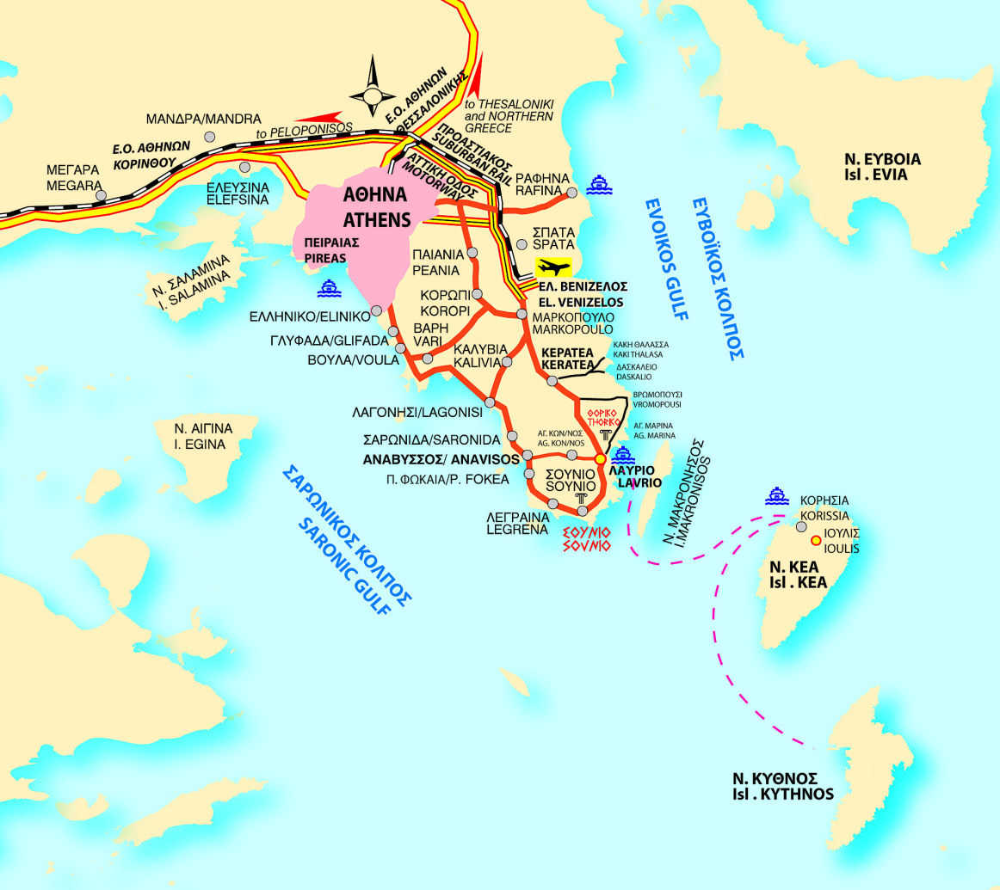 ΜΑΝΔΡΑ/MANDRA
to PELOPONISOS
Ε.Ο. ΑΘΗΝΩΝ
ΘΕΣΣΑΛΟΝΙΚΗΣ
to THESALONIKI
and NORTHERN
GREECE
Ε.Ο. ΑΘΗΝΩΝ
ΚΟΡΙΝΘΟΥ
ΜΕΓΑΡΑ
MEGARA
ΕΛΕΥΣΙΝΑ
ELEFSINA
ΠΡΟΑΣΤΙΑΚΟΣ
SUBURBAN RAIL
ΑΤΤΙΚΗ ΟΔΟΣ
MOTORWAY
ΑΘΗΝΑ
ATHENS
ΠΕΙΡΑΙΑΣ
PIREAS
ΡΑΦΗΝΑ
RAFINA
ΣΠΑΤΑ
SPATA
Ν. ΕΥΒΟΙΑ
Isl . EVIA
ΕΥΒΟΪΚΟΣ ΚΟΛΠΟΣ
EVOIKOS GULF
Ν. ΣΑΛΑΜΙΝΑ
I. SALAMINA
ΠΑΙΑΝΙΑ
PEANIA
ΕΛ. ΒΕΝΙΖΕΛΟΣ
EL. VENIZELOS
ΚΟΡΩΠΙ
KOROPI
ΜΑΡΚΟΠΟΥΛΟ
MARKOPOULO
ΕΛΛΗΝΙΚΟ/ELINIKO
ΓΛΥΦΑΔΑ/GLIFADA
ΒΟΥΛΑ/VOULA
ΒΑΡΗ
VARI
ΚΑΛΥΒΙΑ
KALIVIA
ΚΕΡΑΤΕΑ
KERATEA
ΚΑΚΗ ΘΑΛΑΣΣΑ
KAKI THALASA
ΔΑΣΚΑΛΕΙΟ
DASKALIO
ΒΡΩΜΟΠΟΥΣΙ
VROMOPOUSI
ΘΟΡΙΚΟ
THORIKO
ΑΓ. ΜΑΡΙΝΑ
AG. MARINA
ΛΑΓΟΝΗΣΙ/LAGONISI
ΣΑΡΩΝΙΔΑ/SARONIDA
ΑΓ. ΚΩΝ/ΝΟΣ
AG. KON/NOS
ΑΝΑΒΥΣΣΟΣ/ ANAVISOS
Π. ΦΩΚΑΙΑ/P. FOKEA
ΛΑΥΡΙΟ
LAVRIO
ΣΟΥΝΙΟ
SOYNIO
ΛΕΓΡΑΙΝΑ
LEGRENA
ΣΟΥΝΙΟ
SOVNIO
Ν. ΜΑΚΡΟΝΗΣΟΣ
I.MAKRONISOS
Ν. ΑΙΓΙΝΑ
I. EGINA
ΣΑΡΩΝΙΚΟΣ ΚΟΛΠΟΣ
SARONIC GULF
ΚΟΡΗΣΙΑ
KORISSIA
ΙΟΥΛΙΣ
IOULIS
Ν. ΚΕΑ
Isl . KEA
Ν. ΚΥΘΝΟΣ
Isl . KYTHNOS